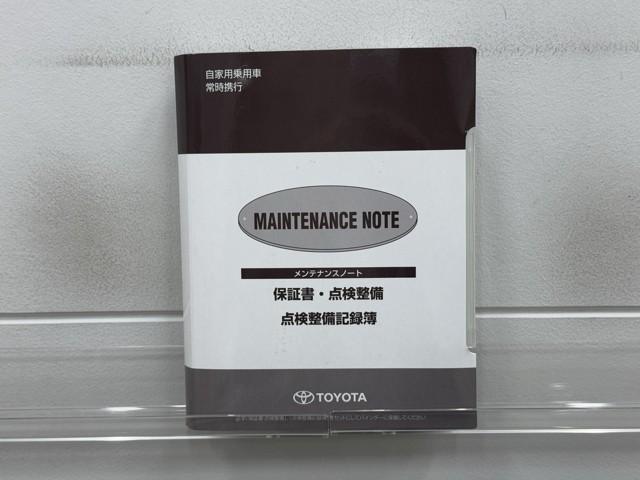 自家用乗用車
常時携行
MAINTENANCE NOTE
メンテナンスノート
保証書・点検整備
点検整備記録簿
TOYOTA